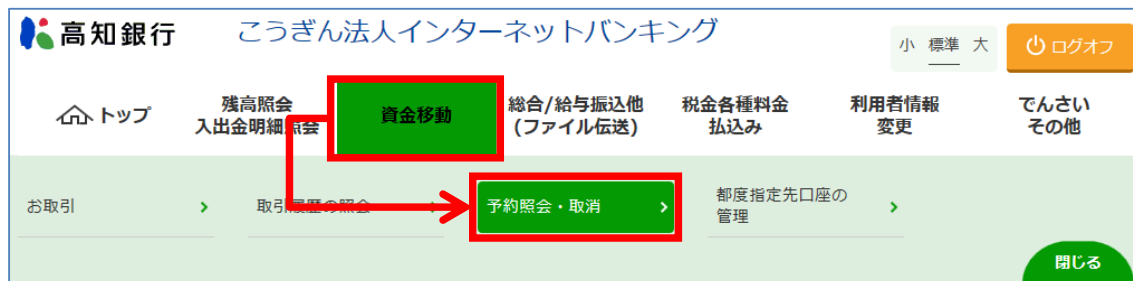 高知銀行
こうぎん法人インターネットバンキング
小 標準 大
ログオフ
トップ
残高照会
入出金明細照会
資金移動
総合/給与振込他
(ファイル伝送)
税金各種料金
払込み
利用者情報
変更
でんさい
その他
お取引
取引履歴の照会
予約照会・取消
都度指定先口座の
管理
閉じる